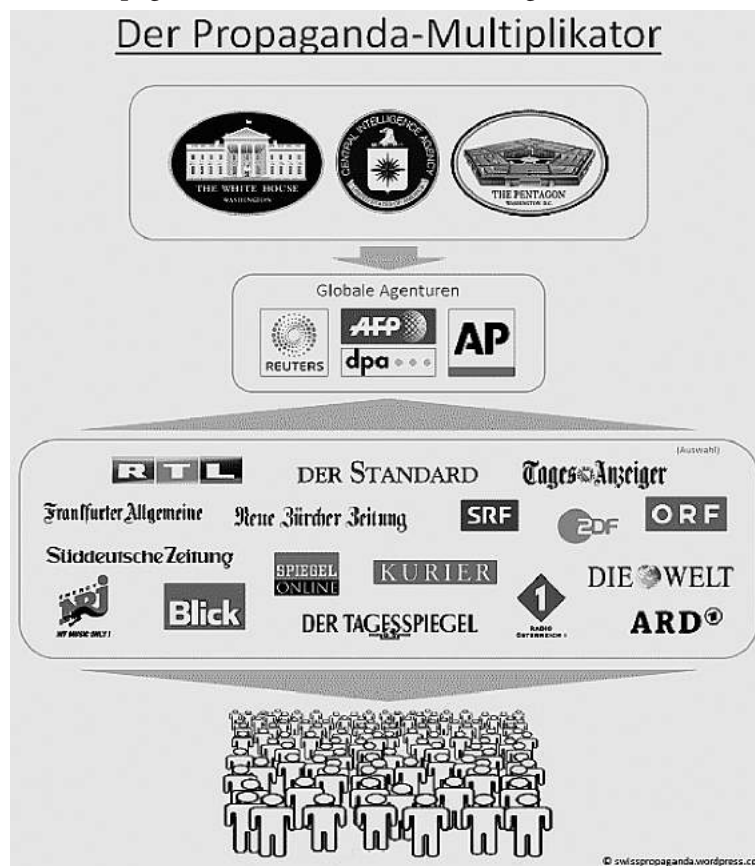 Der Propaganda-Multiplikator
THE WHITE HOUSE
WASHINGTON
CENTRAL INTELLIGENCE AGENCY
THE PENTAGON
WASHINGTON D.C.
Globale Agenturen
REUTERS
AFP
dpa
AP
(Auswahl)
RTL
DER STANDARD
Tages Anzeiger
Frankfurter Allgemeine
Neue Zürcher Zeitung
SRF
ZDF
ORF
Süddeutsche Zeitung
SPIEGEL
ONLINE
KURIER
DIE WELT
ENERGY
NRJ
HIT MUSIC ONLY!
Blick
DER TAGESSPIEGEL
1
RADIO
ÖSTERREICH 1
ARD 1
© swisspropaganda.wordpress.c